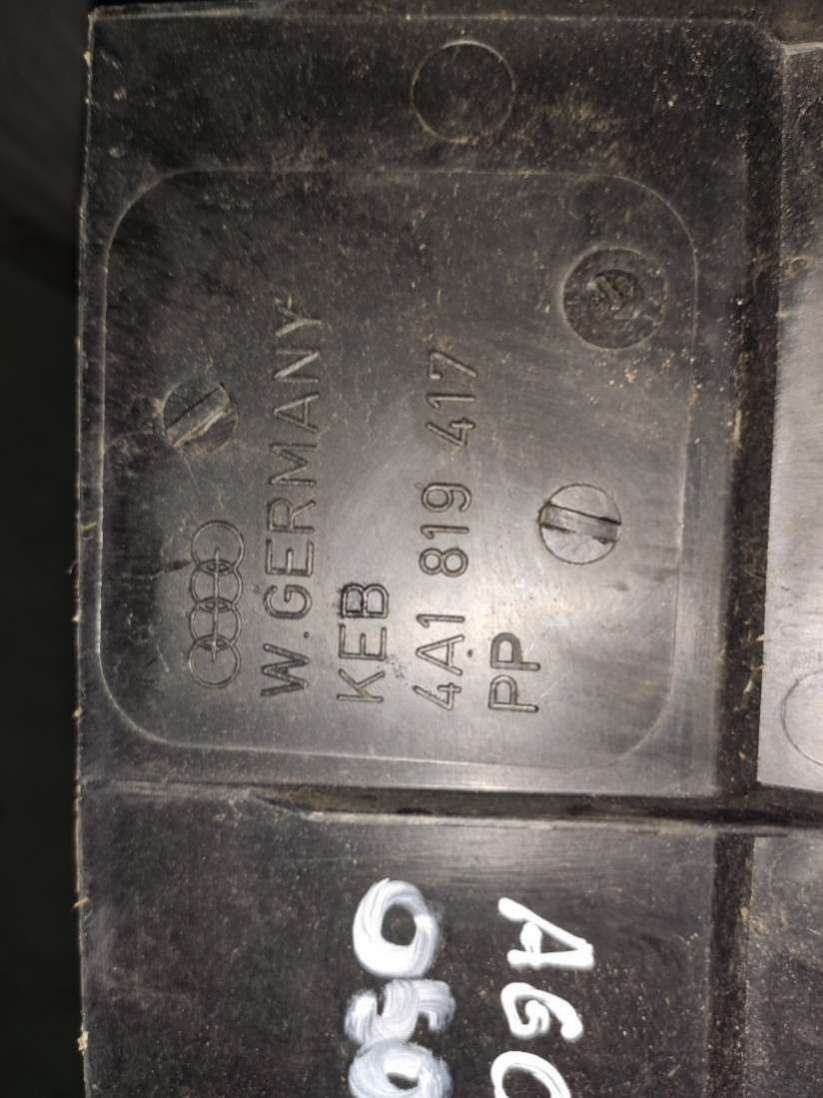 W. GERMANY
KEB
4A1 819 417
PP